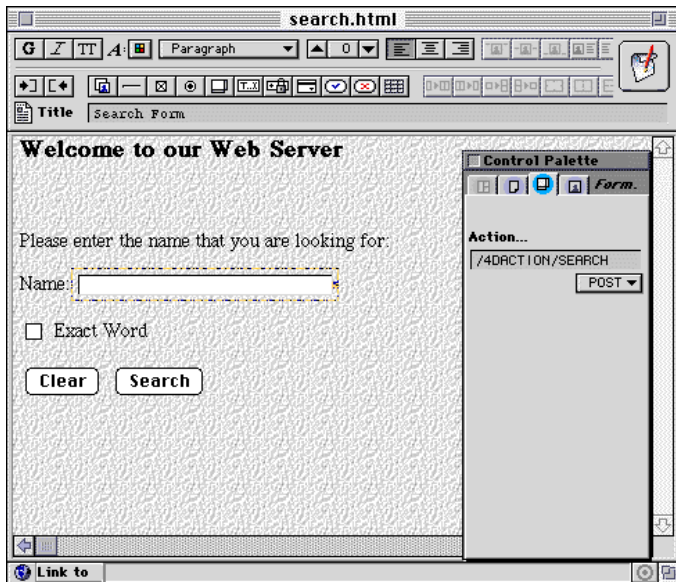 search.html
G I TT A: Paragraph 0
T...X
Title Search Form
Welcome to our Web Server
Control Palette
Form.
Please enter the name that you are looking for:
Action...
/4DACTION/SEARCH
POST
Name:
Exact Word
Clear Search
Link to